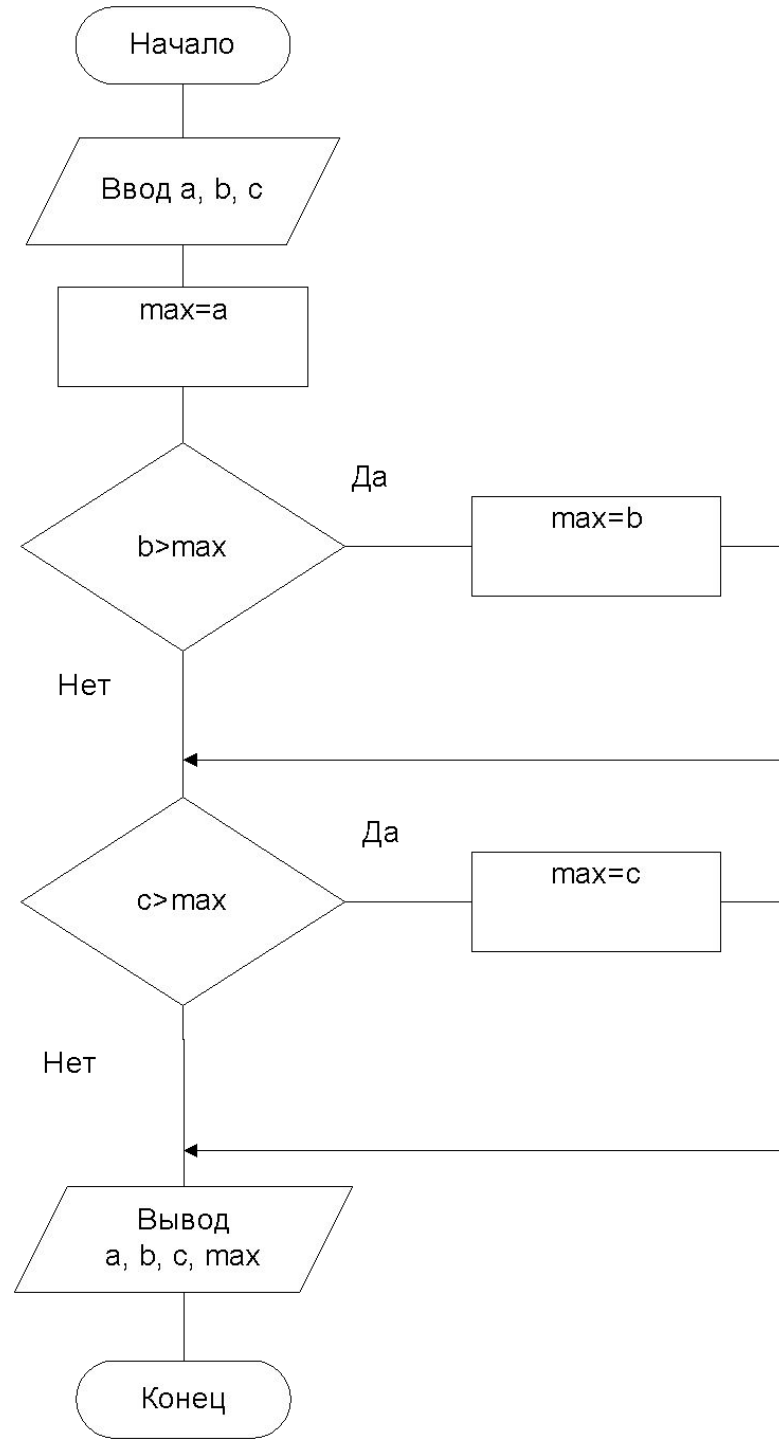 Начало
Ввод a, b, c
max=a
Да
max=b
b>max
Нет
Да
max=c
c>max
Нет
Вывод
a, b, c, max
Конец